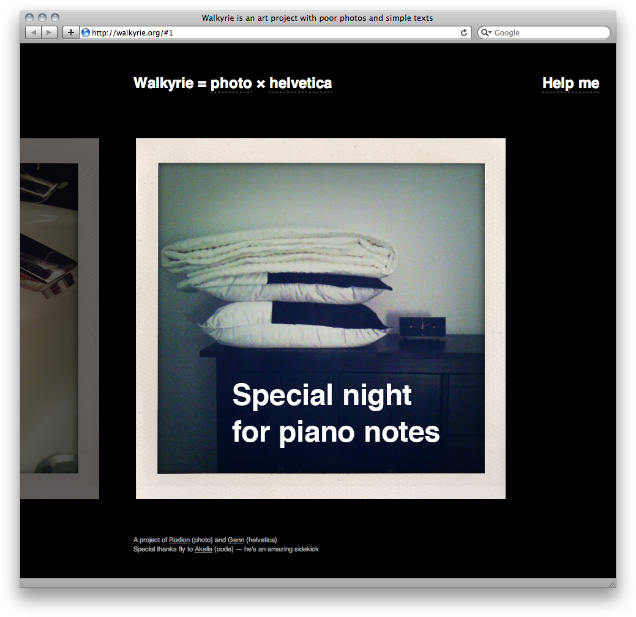 Walkyrie is an art project with poor photos and simple texts
http://walkyrie.org/#1
Google
Walkyrie = photo × helvetica
Help me
Special night
for piano notes
A project of Rodion (photo) and Genn (helvetica)
Special thanks fly to Akella (code) — he's an amazing sidekick